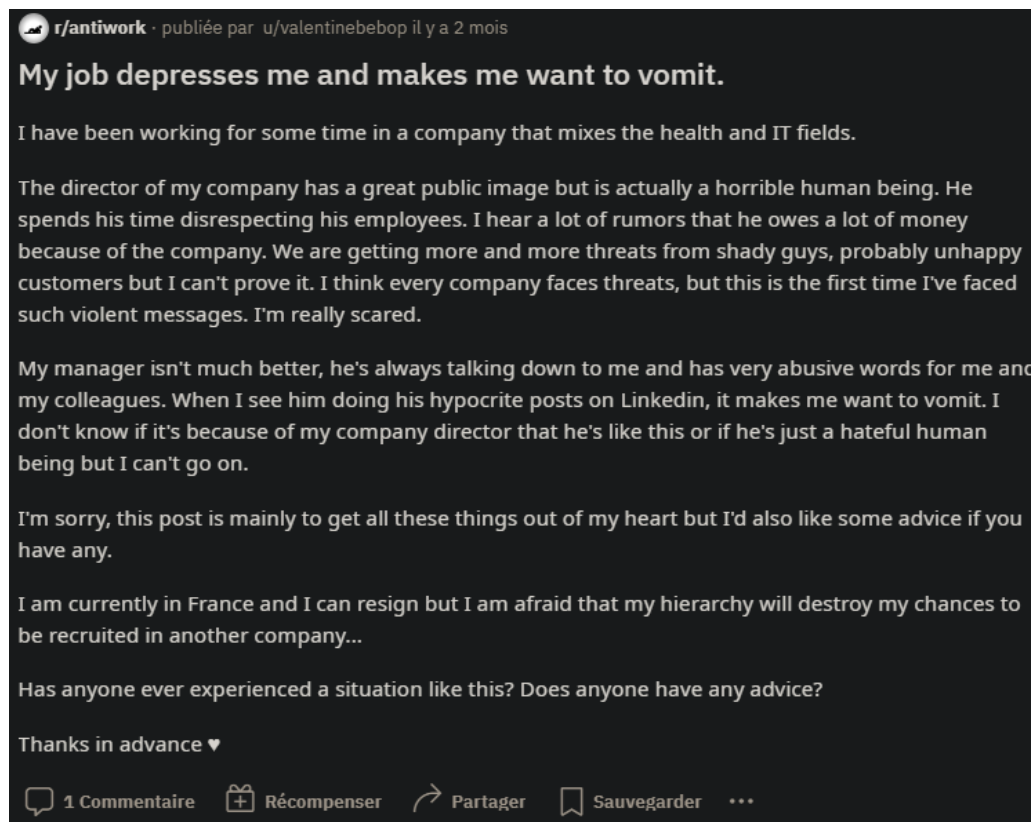 r/antiwork · publiée par u/valentinebebop il y a 2 mois
My job depresses me and makes me want to vomit.
I have been working for some time in a company that mixes the health and IT fields.
The director of my company has a great public image but is actually a horrible human being. He
spends his time disrespecting his employees. I hear a lot of rumors that he owes a lot of money
because of the company. We are getting more and more threats from shady guys, probably unhappy
customers but I can't prove it. I think every company faces threats, but this is the first time I've faced
such violent messages. I'm really scared.
My manager isn't much better, he's always talking down to me and has very abusive words for me and
my colleagues. When I see him doing his hypocrite posts on Linkedin, it makes me want to vomit. I
don't know if it's because of my company director that he's like this or if he's just a hateful human
being but I can't go on.
I'm sorry, this post is mainly to get all these things out of my heart but I'd also like some advice if you
have any.
I am currently in France and I can resign but I am afraid that my hierarchy will destroy my chances to
be recruited in another company...
Has anyone ever experienced a situation like this? Does anyone have any advice?
Thanks in advance ♥
1 Commentaire Récompenser Partager Sauvegarder ...